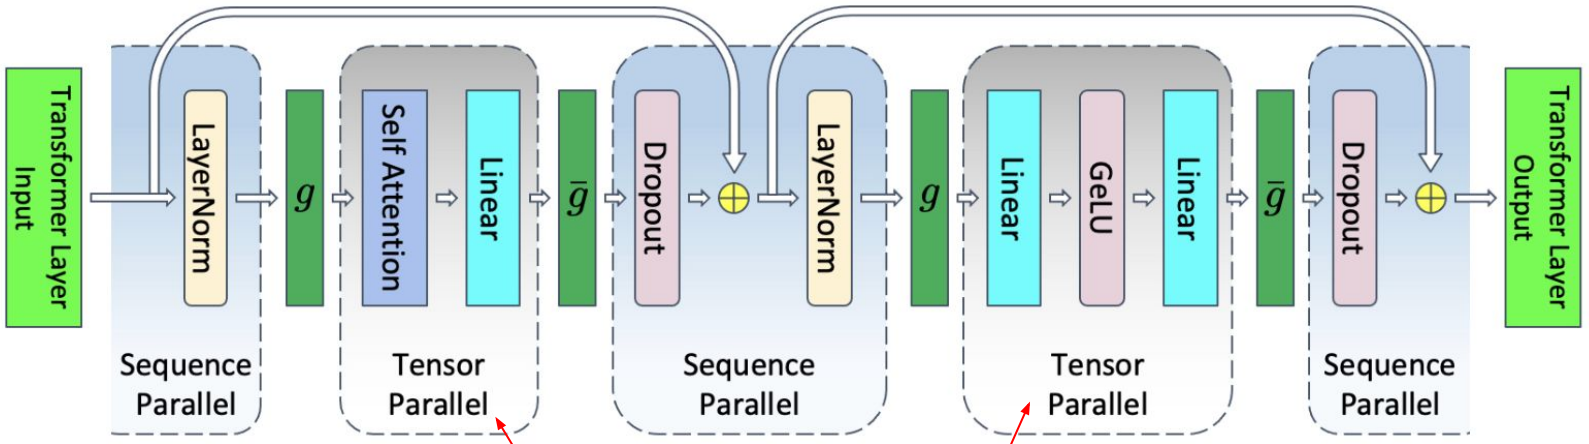 Transformer Layer
Input
LayerNorm
g
Self Attention
Linear
g̅
Dropout
LayerNorm
g
Linear
GeLU
Linear
g̅
Dropout
Transformer Layer
Output
Sequence
Parallel
Tensor
Parallel
Sequence
Parallel
Tensor
Parallel
Sequence
Parallel